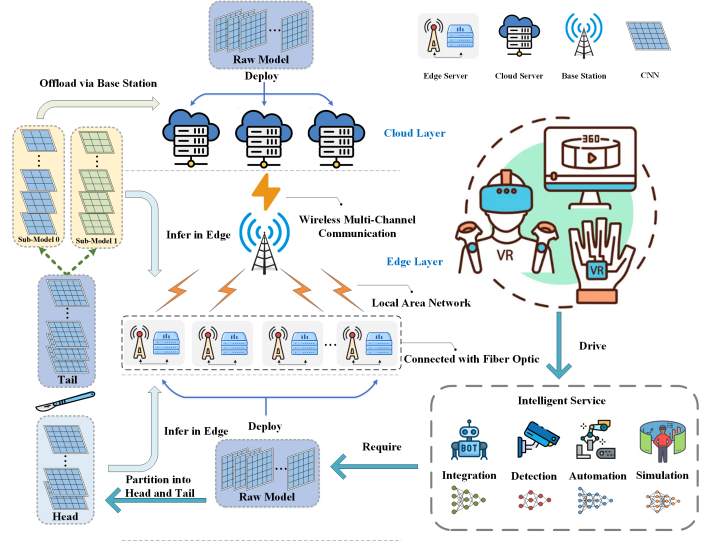 Raw Model
Deploy
Edge Server
Cloud Server
Base Station
CNN
Offload via Base Station
Cloud Layer
360
VR
VR
Sub-Model 0
Sub-Model 1
Infer in Edge
Wireless Multi-Channel
Communication
Edge Layer
Local Area Network
Connected with Fiber Optic
Drive
Tail
Infer in Edge
Deploy
Intelligent Service
BOT
Integration
Detection
Automation
Simulation
Require
Raw Model
Partition into
Head and Tail
Head